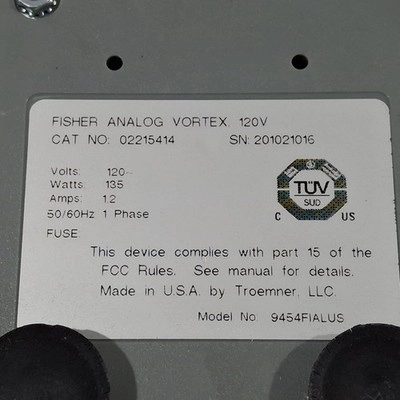 FISHER ANALOG VORTEX, 120V
CAT NO: 02215414 SN: 201021016
Volts: 120~
Watts: 135
Amps: 1.2
50/60Hz 1 Phase
FUSE:
TÜV
SUD
C US
This device complies with part 15 of the
FCC Rules. See manual for details.
Made in U.S.A. by Troemner, LLC.
Model No: 9454FIALUS